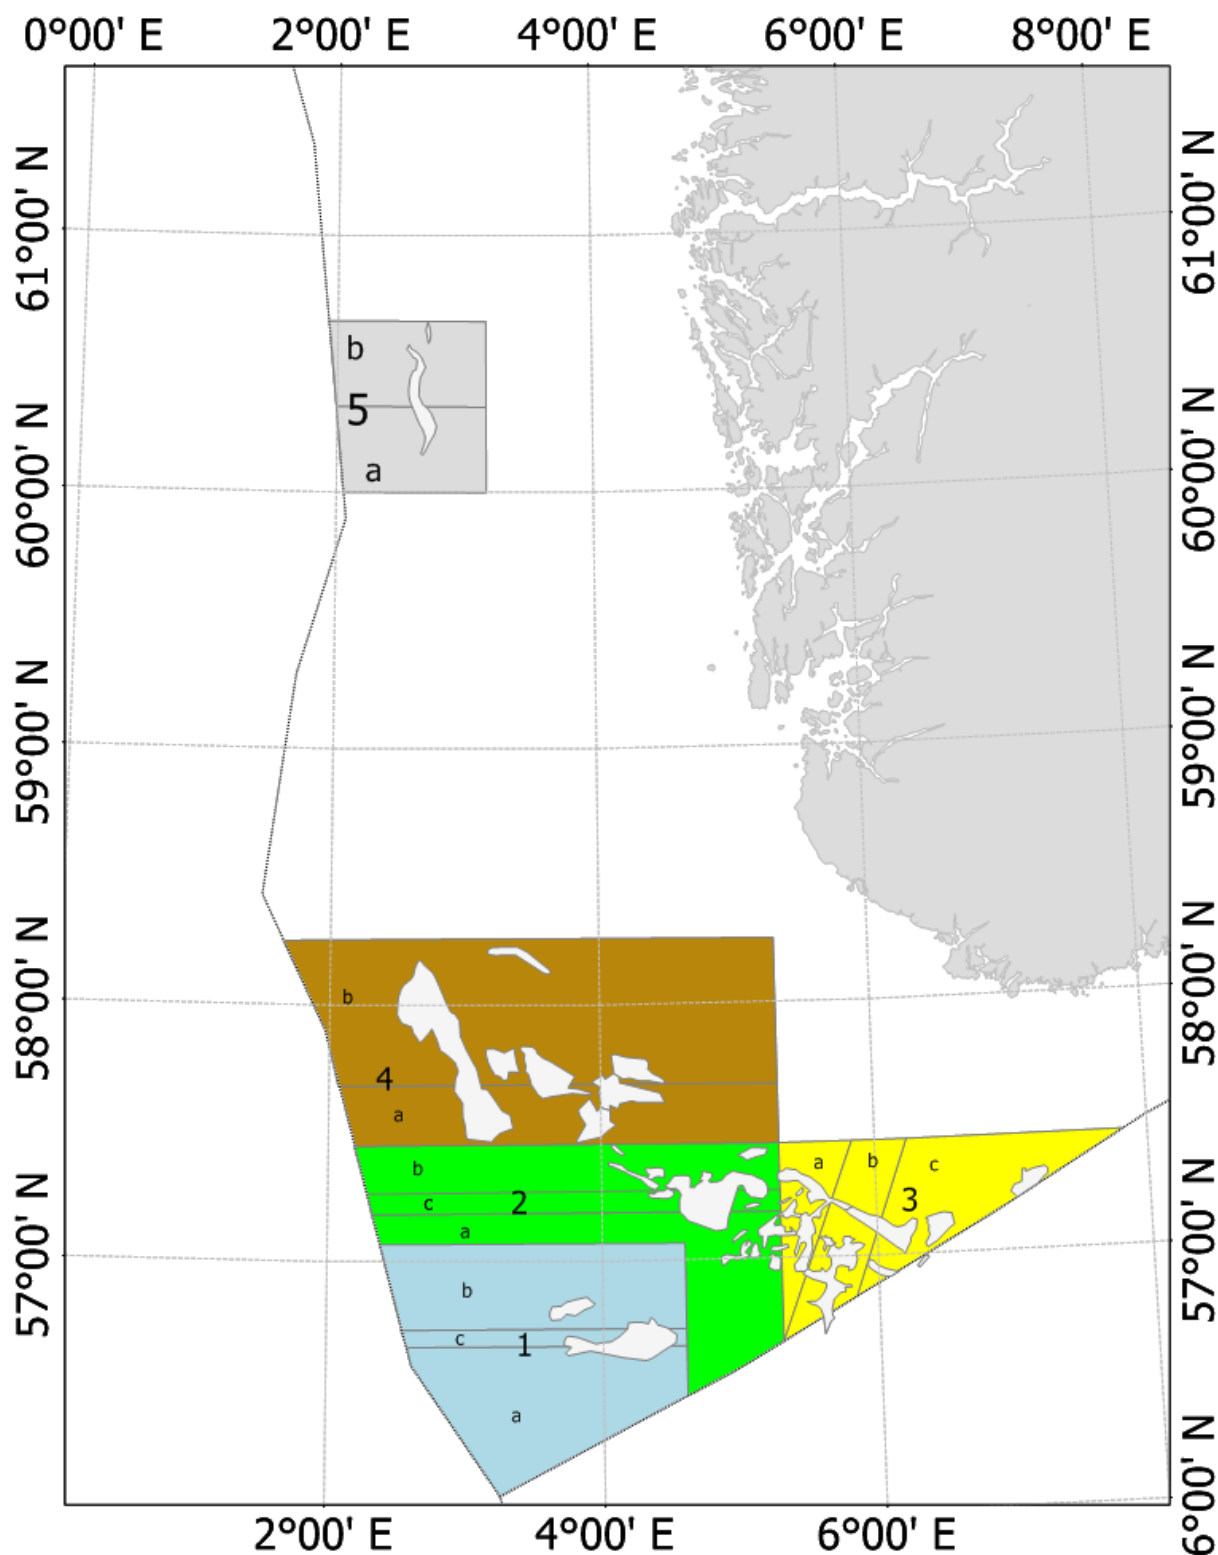 0°00' E 2°00' E 4°00' E 6°00' E 8°00' E
61°00' N 61°00' N
b
5
a
60°00' N 60°00' N
59°00' N 59°00' N
58°00' N 58°00' N
b
4
a
b
c 2
a
a b c
3
57°00' N 57°00' N
b
c 1
a
6°00' N
2°00' E 4°00' E 6°00' E